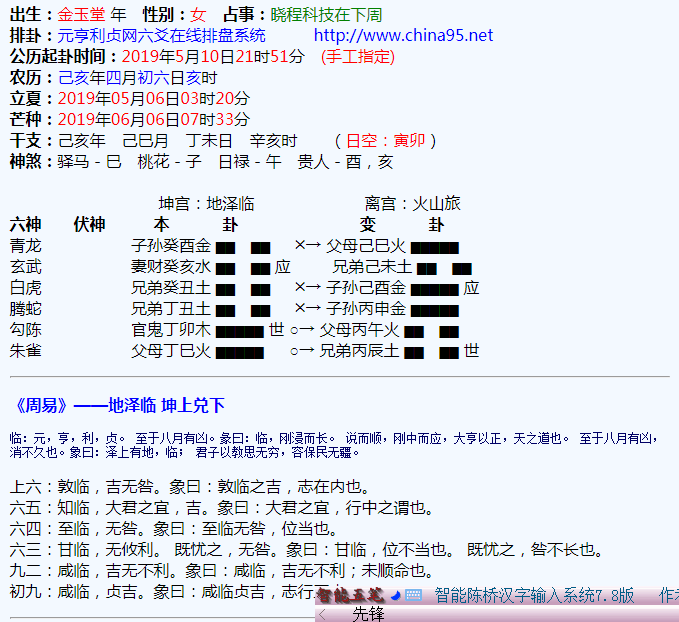 出生：金玉堂 年　性别：女　占事：晓程科技在下周
排卦：元亨利贞网六爻在线排盘系统　http://www.china95.net
公历起卦时间：2019年5月10日21时51分　(手工指定)
农历：己亥年四月初六日亥时
立夏：2019年05月06日03时20分
芒种：2019年06月06日07时33分
干支：己亥年　己巳月　丁未日　辛亥时　（日空：寅卯）
神煞：驿马－巳　桃花－子　日禄－午　贵人－酉，亥
坤宫：地泽临　离宫：火山旅
六神　伏神　本　卦　变　卦
青龙　子孙癸酉金　×→ 父母己巳火
玄武　妻财癸亥水　应　兄弟己未土
白虎　兄弟癸丑土　×→ 子孙己酉金　应
腾蛇　兄弟丁丑土　×→ 子孙丙申金
勾陈　官鬼丁卯木　世 ○→ 父母丙午火
朱雀　父母丁巳火　○→ 兄弟丙辰土　世
《周易》——地泽临 坤上兑下
临：元，亨，利，贞。 至于八月有凶。彖曰：临，刚浸而长。 说而顺，刚中而应，大亨以正，天之道也。 至于八月有凶，
消不久也。象曰：泽上有地，临； 君子以教思无穷，容保民无疆。
上六：敦临，吉无咎。象曰：敦临之吉，志在内也。
六五：知临，大君之宜，吉。象曰：大君之宜，行中之谓也。
六四：至临，无咎。象曰：至临无咎，位当也。
六三：甘临，无攸利。 既忧之，无咎。象曰：甘临，位不当也。 既忧之，咎不长也。
九二：咸临，吉无不利。象曰：咸临，吉无不利；未顺命也。
初九：咸临，贞吉。象曰：咸临贞吉，志行
智能五笔　智能陈桥汉字输入系统7.8版　作
先锋